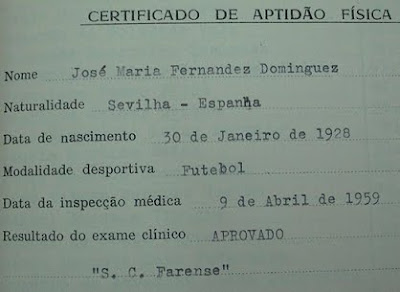 CERTIFICADO DE APTIDÃO FÍSICA
Nome José Maria Fernandez Dominguez
Naturalidade Sevilha - Espanha
Data de nascimento 30 de Janeiro de 1928
Modalidade desportiva Futebol
Data da inspecção médica 9 de Abril de 1959
Resultado do exame clínico APROVADO
"S. C. Farense"